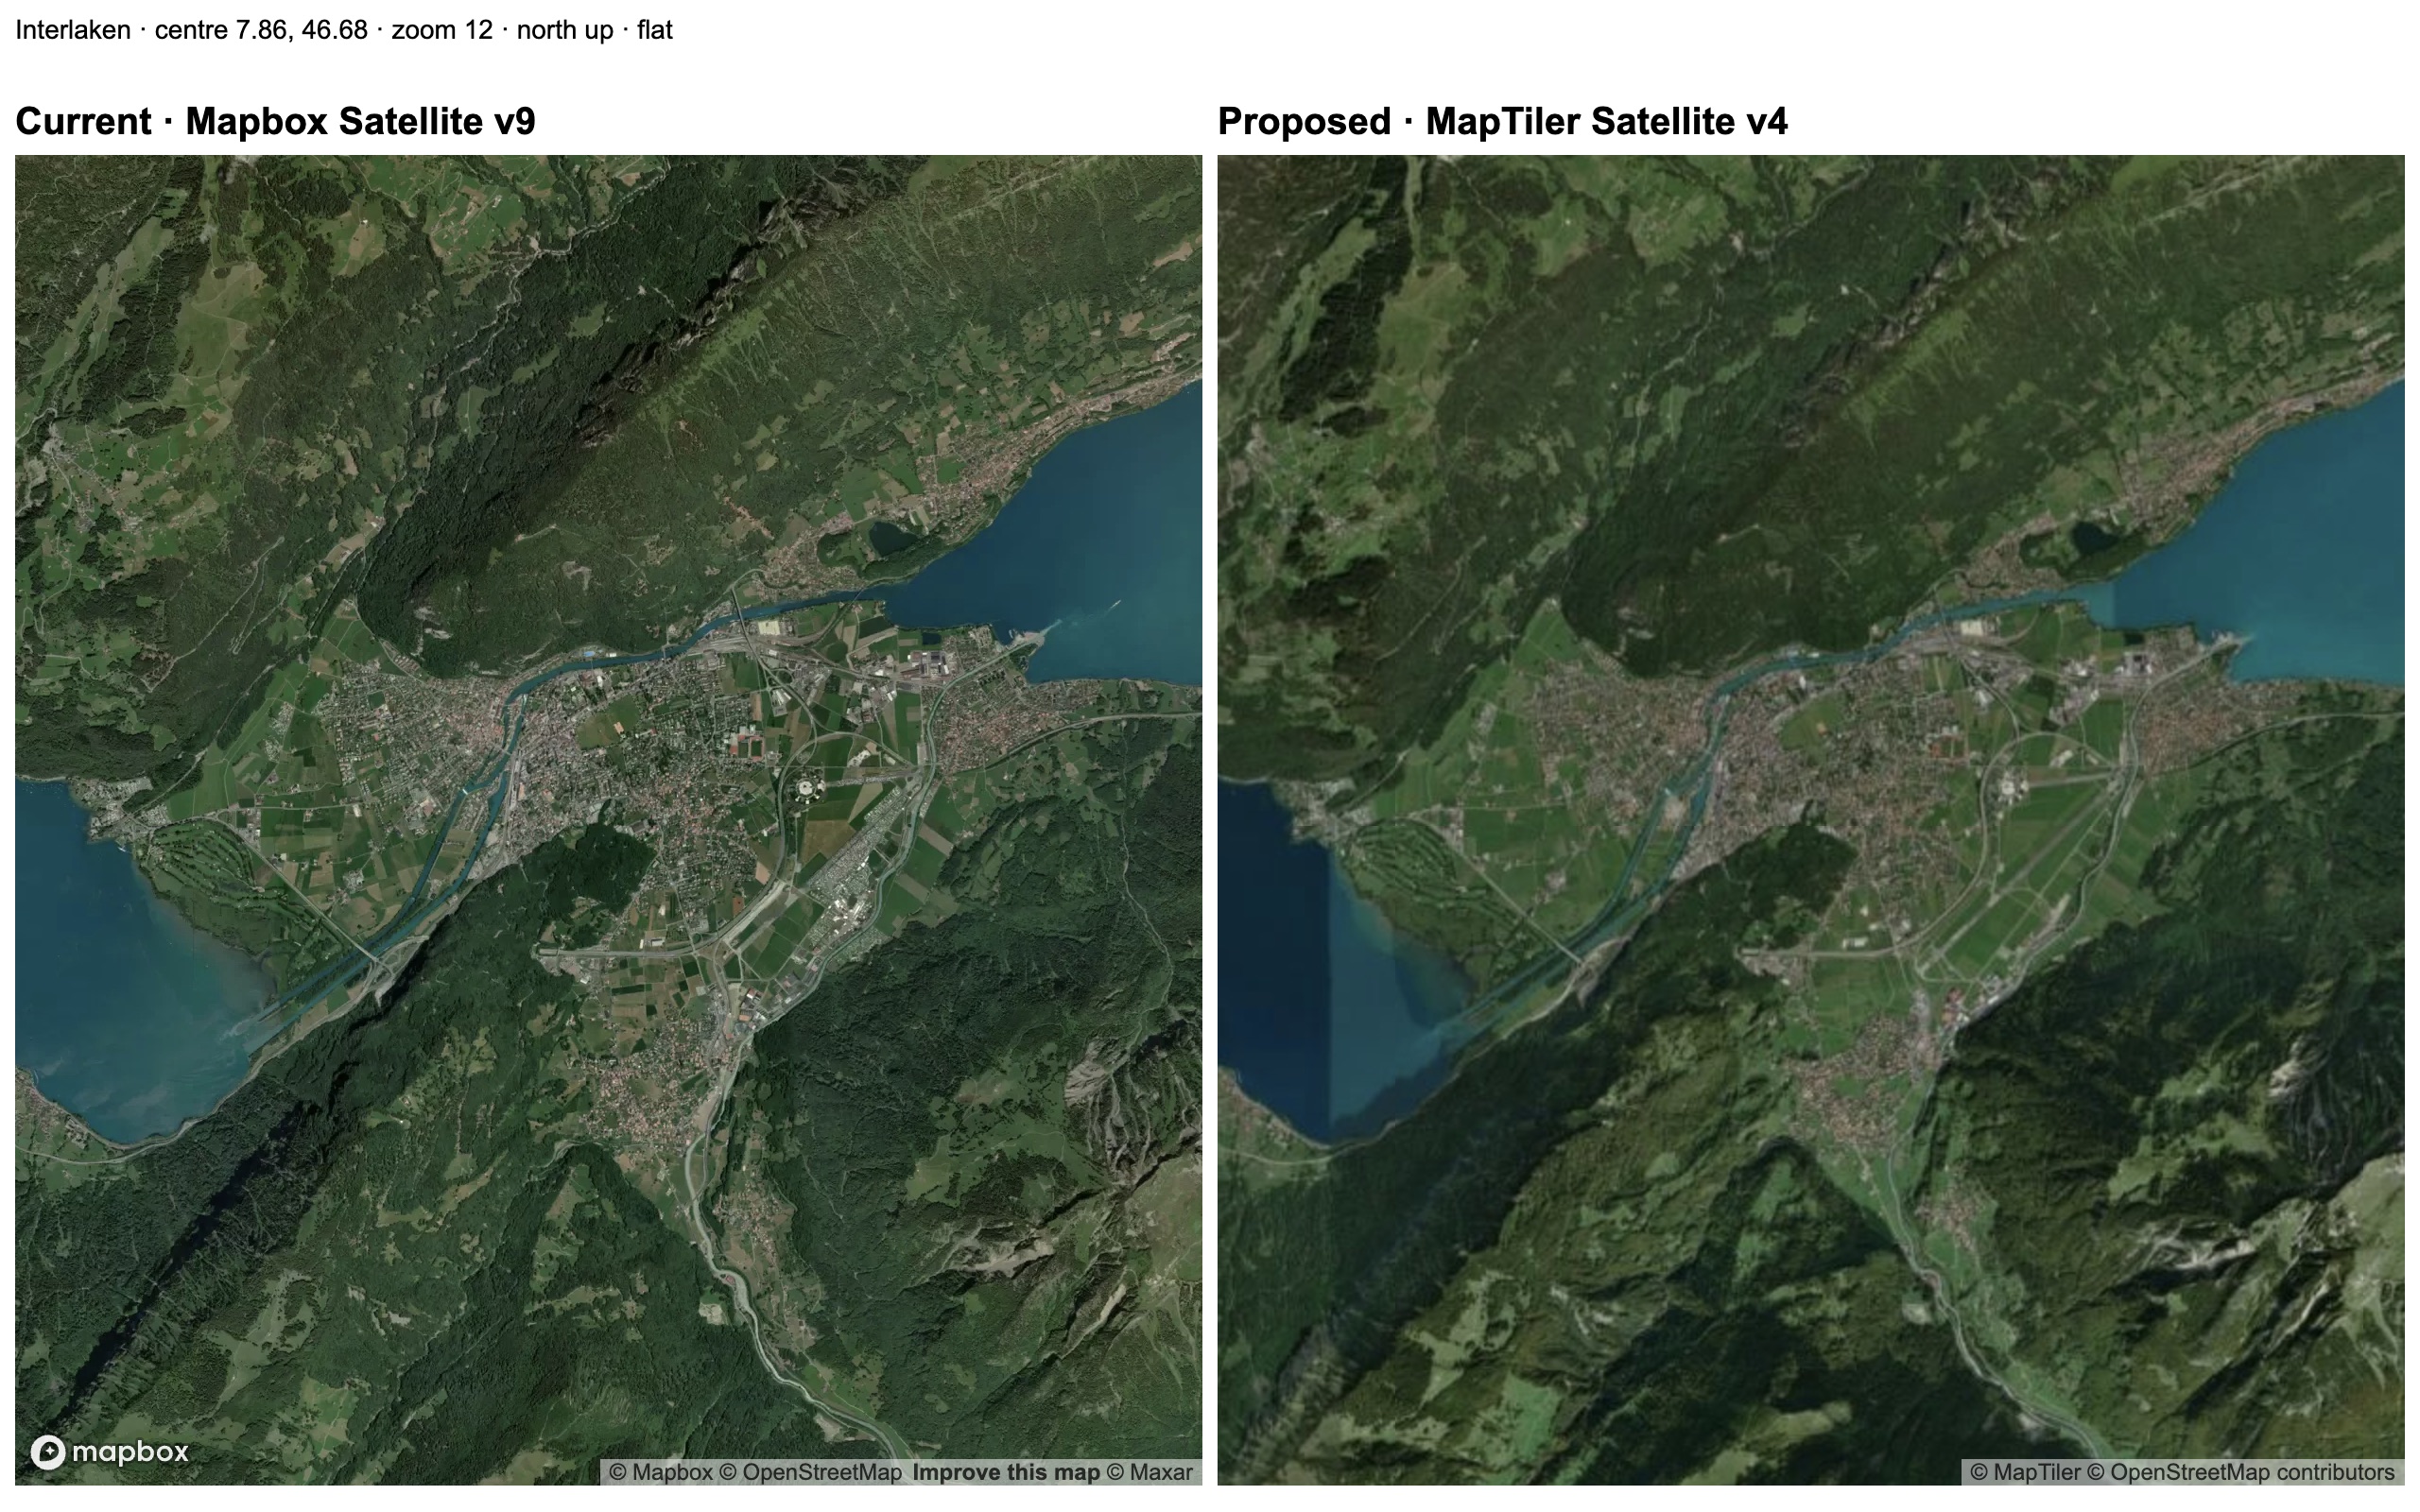 Interlaken · centre 7.86, 46.68 · zoom 12 · north up · flat
Current · Mapbox Satellite v9
Proposed · MapTiler Satellite v4
mapbox
© Mapbox © OpenStreetMap Improve this map © Maxar
© MapTiler © OpenStreetMap contributors